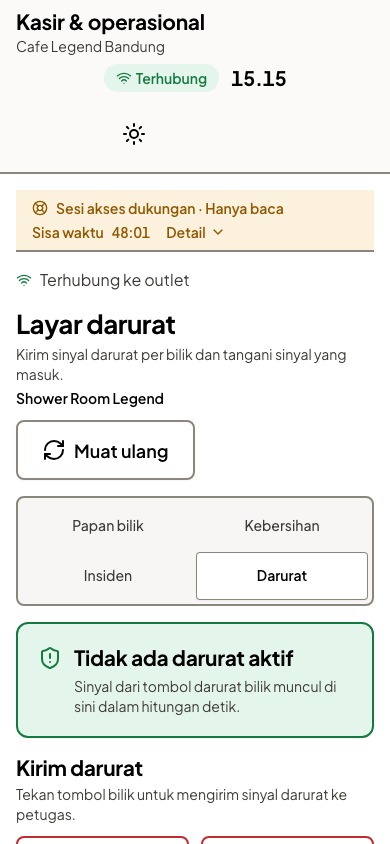 Kasir & operasional
Cafe Legend Bandung
Terhubung 15.15
Sesi akses dukungan · Hanya baca
Sisa waktu 48:01 Detail
Terhubung ke outlet
Layar darurat
Kirim sinyal darurat per bilik dan tangani sinyal yang
masuk.
Shower Room Legend
Muat ulang
Papan bilik Kebersihan
Insiden Darurat
Tidak ada darurat aktif
Sinyal dari tombol darurat bilik muncul di
sini dalam hitungan detik.
Kirim darurat
Tekan tombol bilik untuk mengirim sinyal darurat ke
petugas.